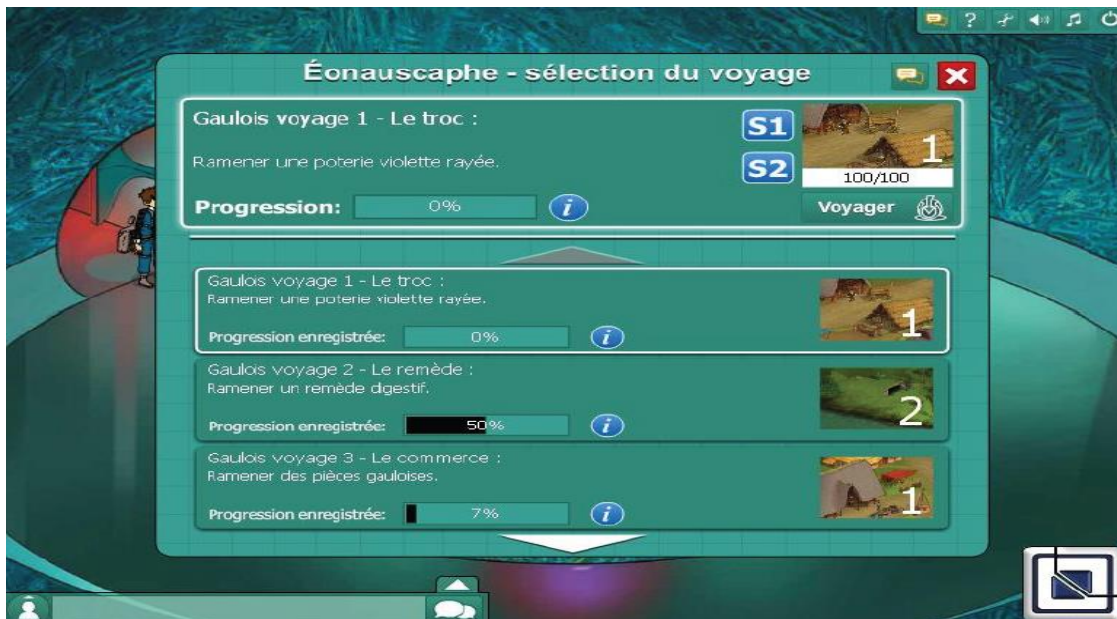 ?
Éonauscaphe - sélection du voyage
Gaulois voyage 1 - Le troc :
S1
1
Ramener une poterie violette rayée.
S2
100/100
Progression: 0% i
Voyager
Gaulois voyage 1 - Le troc :
Ramener une poterie violette rayée.
1
Progression enregistrée: 0% i
Gaulois voyage 2 - Le remède :
Ramener un remède digestif.
2
Progression enregistrée: 50% i
Gaulois voyage 3 - Le commerce :
Ramener des pièces gauloises.
1
Progression enregistrée: 7% i